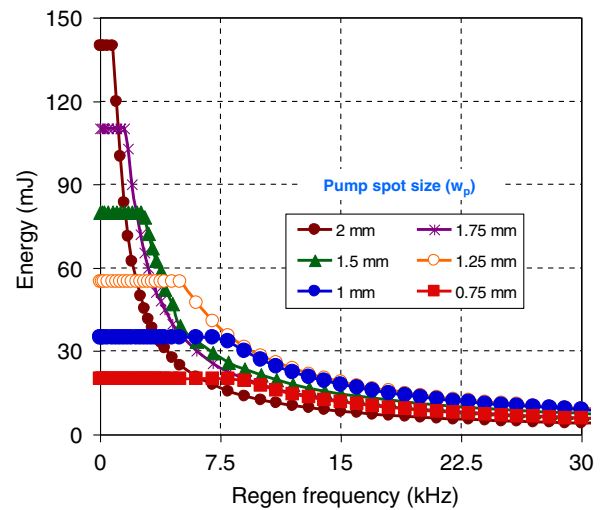 150
120
90
60
30
0
Energy (mJ)
Pump spot size (wp)
2 mm
1.75 mm
1.5 mm
1.25 mm
1 mm
0.75 mm
0
7.5
15
22.5
30
Regen frequency (kHz)